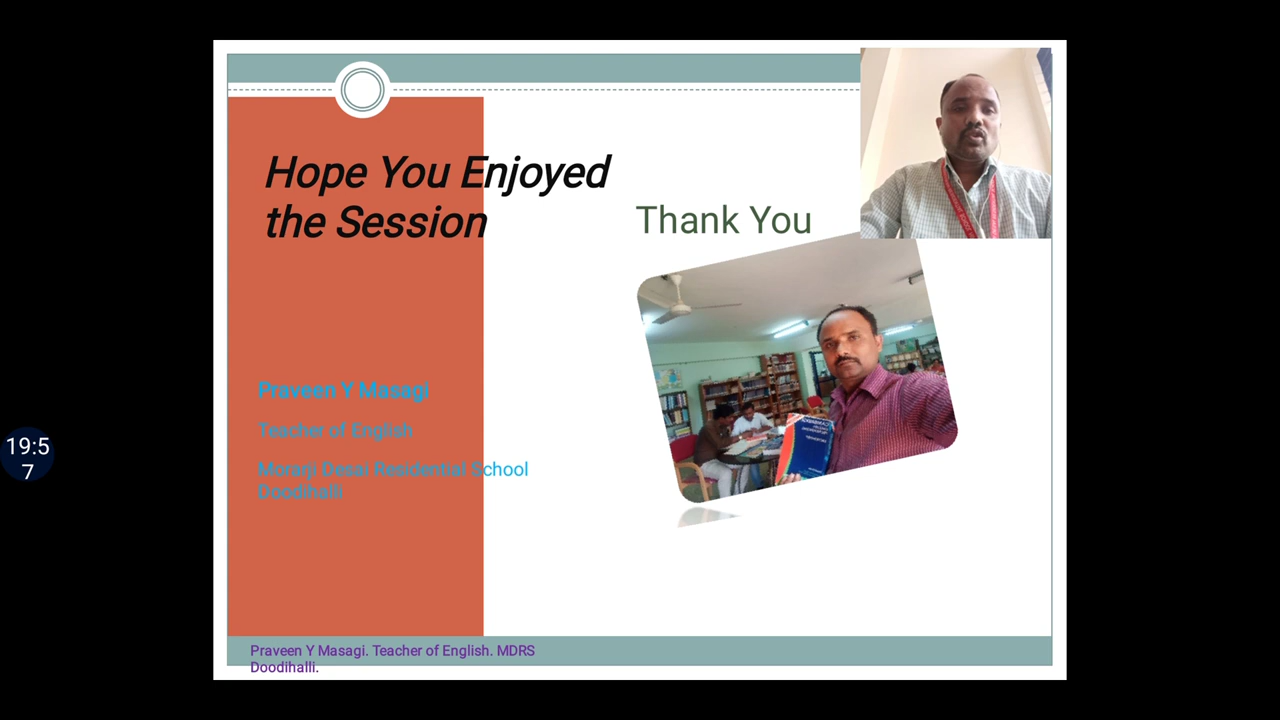 Hope You Enjoyed
the Session
Thank You
Praveen Y Masagi
Teacher of English
Morarji Desai Residential School
Doodihalli
19:5
7
Praveen Y Masagi. Teacher of English. MDRS
Doodihalli.